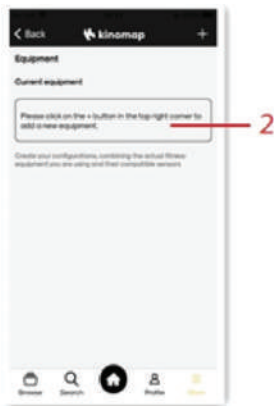 < Back kinomap +
Equipment
Current equipment
Please click on the + button in the top right corner to
add a new equipment.
2
Create your configurations, combining the actual fitness
equipment you are using and their compatible sensors
Browse Search Profile More